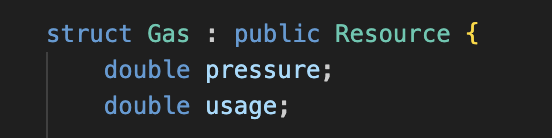 struct Gas : public Resource {
    double pressure;
    double usage;